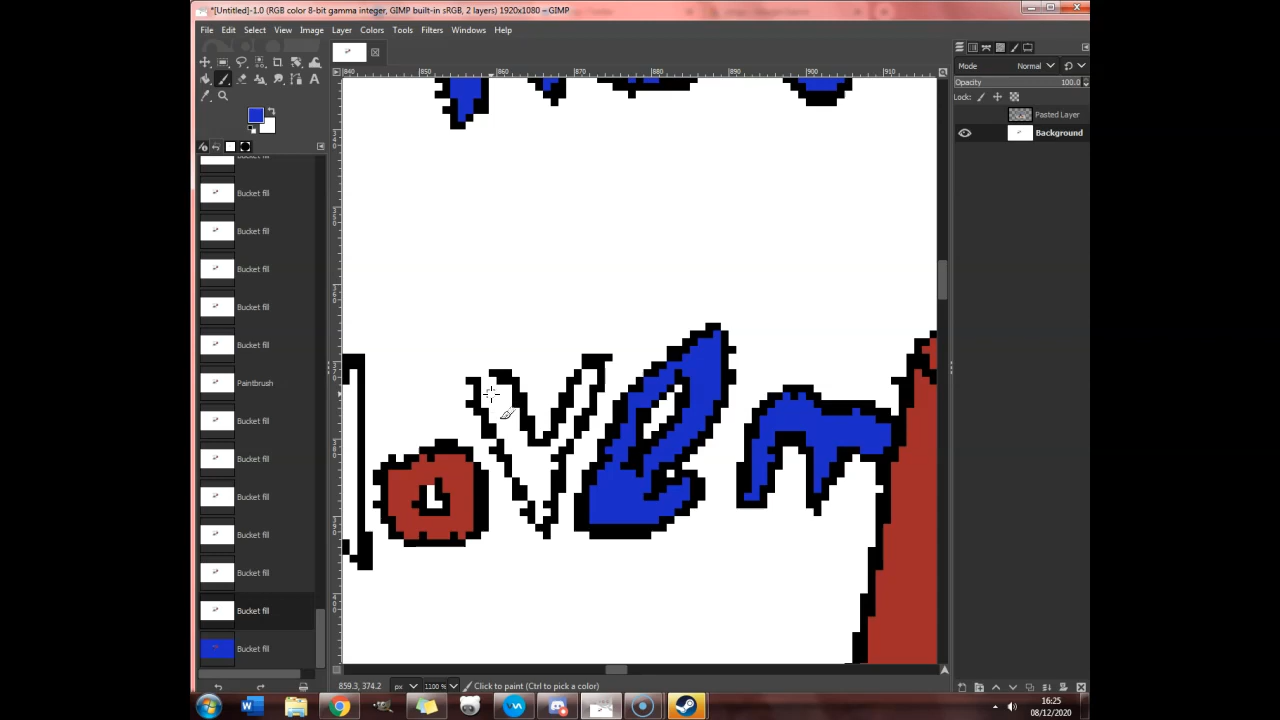 *[Untitled]-1.0 (RGB color 8-bit gamma integer, GIMP built-in sRGB, 2 layers) 1920x1080 – GIMP
File Edit Select View Image Layer Colors Tools Filters Windows Help
840 850 860 870 880 890 900 910
Mode Normal
Opacity 100.0
Lock:
Pasted Layer
Background
Bucket fill
Bucket fill
Bucket fill
Bucket fill
Bucket fill
Bucket fill
Paintbrush
Bucket fill
Bucket fill
Bucket fill
Bucket fill
Bucket fill
Bucket fill
Bucket fill
859.3, 374.2 px 1100 % Click to paint (Ctrl to pick a color)
16:25
08/12/2020